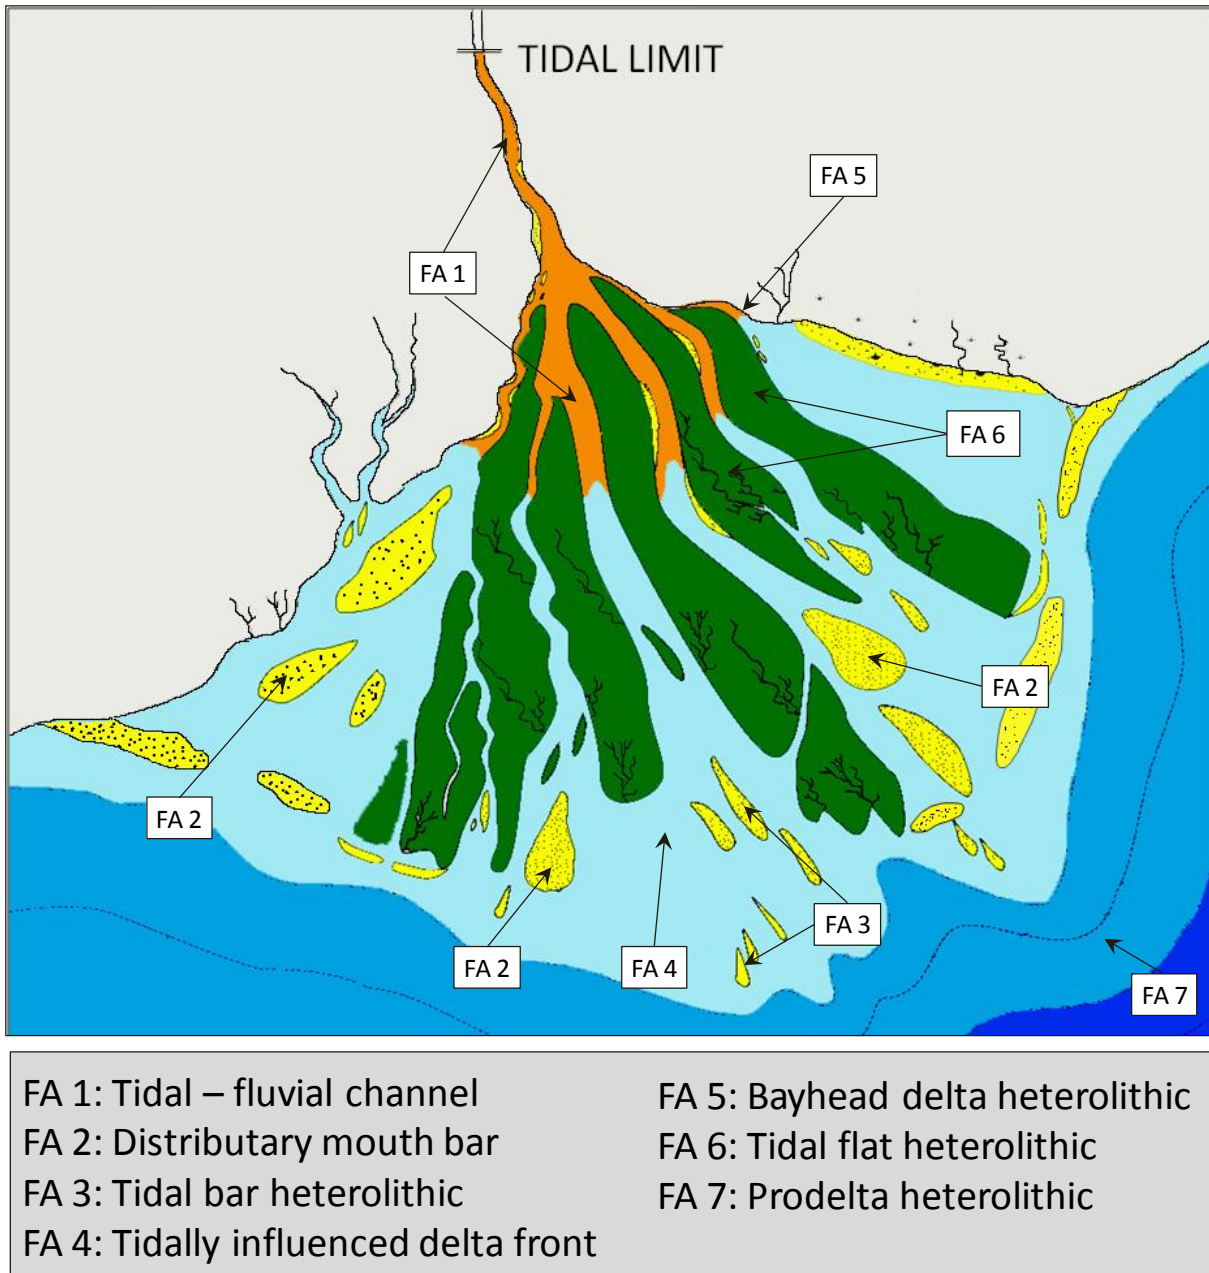 TIDAL LIMIT
FA 5
FA 1
FA 6
FA 2
FA 2
FA 3
FA 2
FA 4
FA 7
FA 1: Tidal – fluvial channel
FA 2: Distributary mouth bar
FA 3: Tidal bar heterolithic
FA 4: Tidally influenced delta front
FA 5: Bayhead delta heterolithic
FA 6: Tidal flat heterolithic
FA 7: Prodelta heterolithic